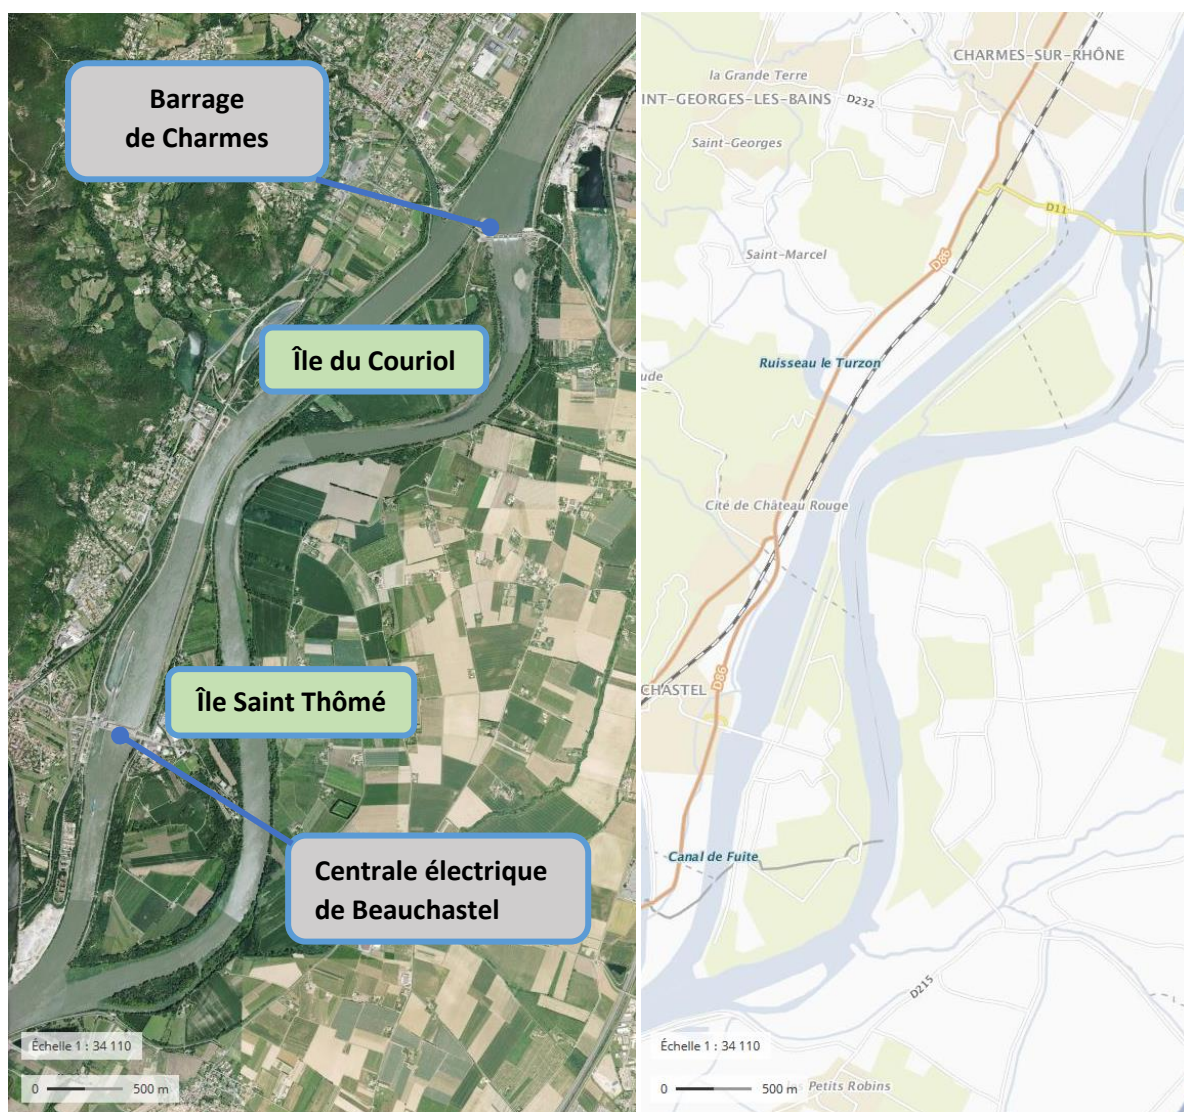 Barrage
de Charmes
Île du Couriol
Île Saint Thômé
Centrale électrique
de Beauchastel
Échelle 1 : 34 110
0 500 m
CHARMES-SUR-RHÔNE
la Grande Terre
INT-GEORGES-LES-BAINS
D232
Saint-Georges
D11
Saint-Marcel
D86
Ruisseau le Turzon
ude
Cité de Château Rouge
CHASTEL
D86
Canal de Fuite
D215
Échelle 1 : 34 110
0 500 m
s Petits Robins